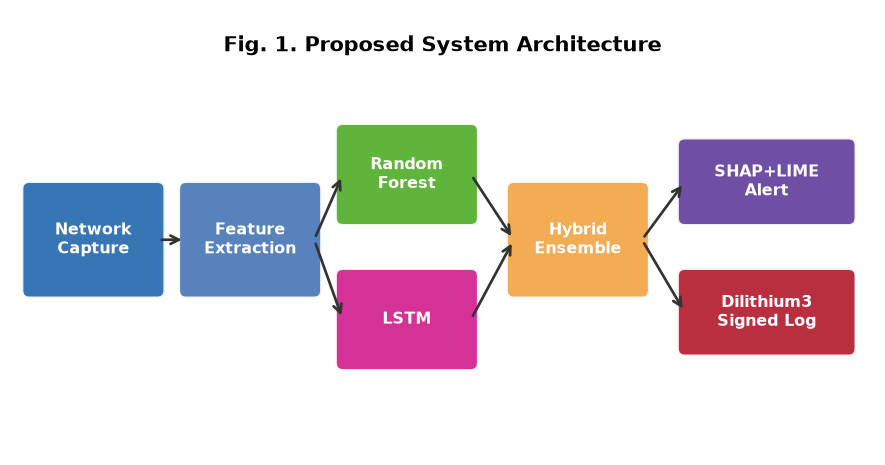 Fig. 1. Proposed System Architecture
Network
Capture
Feature
Extraction
Random
Forest
LSTM
Hybrid
Ensemble
SHAP+LIME
Alert
Dilithium3
Signed Log